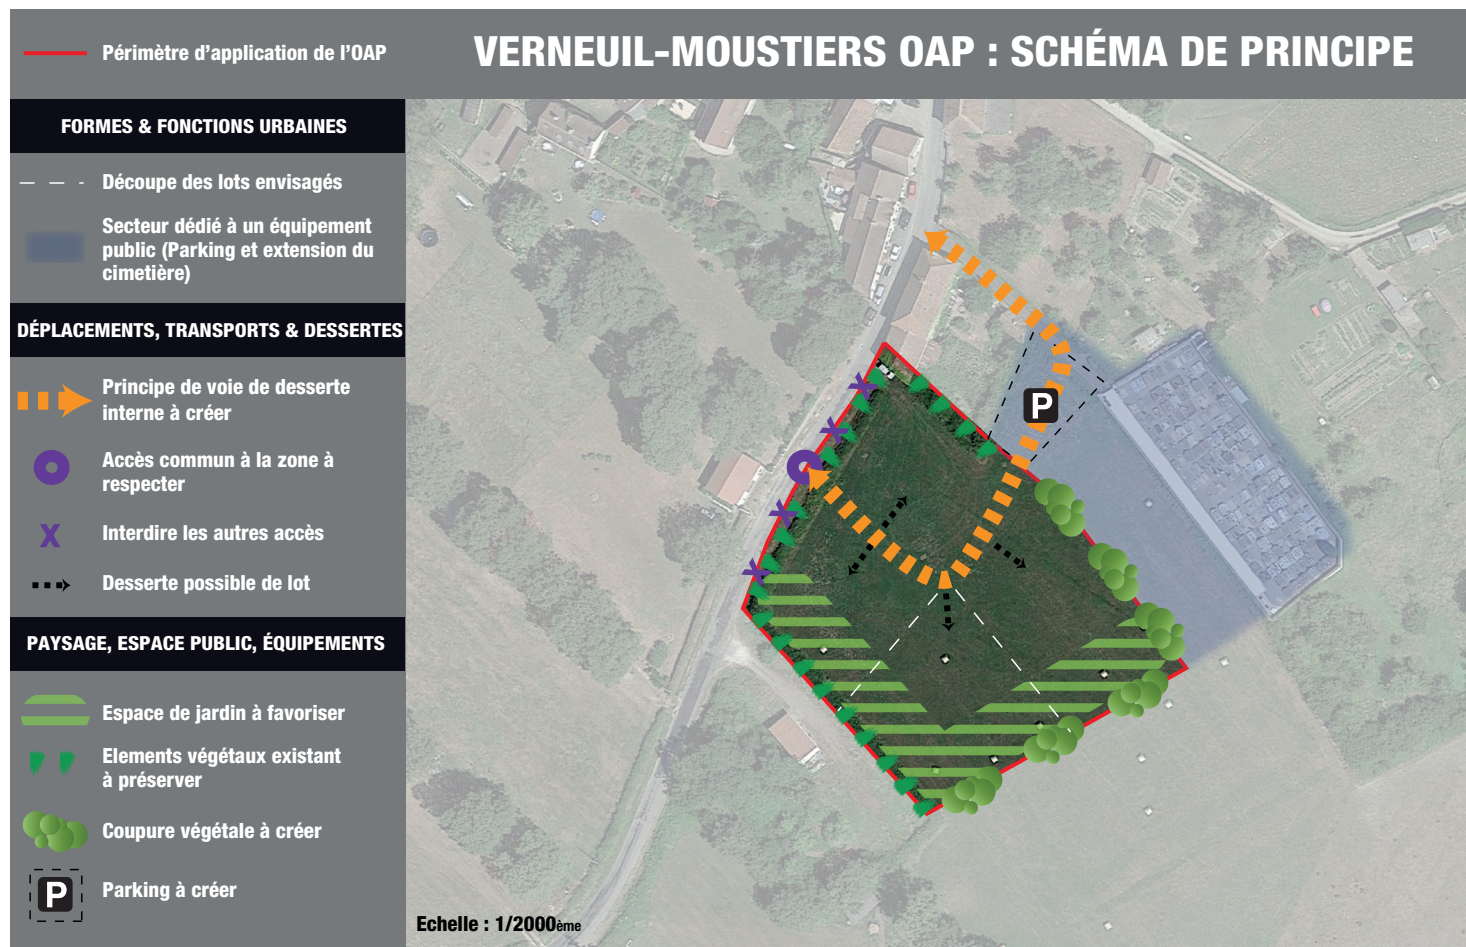 Périmètre d'application de l'OAP
VERNEUIL-MOUSTIERS OAP : SCHÉMA DE PRINCIPE
FORMES & FONCTIONS URBAINES
Découpe des lots envisagés
Secteur dédié à un équipement
public (Parking et extension du
cimetière)
DÉPLACEMENTS, TRANSPORTS & DESSERTES
Principe de voie de desserte
interne à créer
Accès commun à la zone à
respecter
X
Interdire les autres accès
Desserte possible de lot
PAYSAGE, ESPACE PUBLIC, ÉQUIPEMENTS
Espace de jardin à favoriser
Elements végétaux existant
à préserver
Coupure végétale à créer
P
Parking à créer
P
Echelle : 1/2000ème